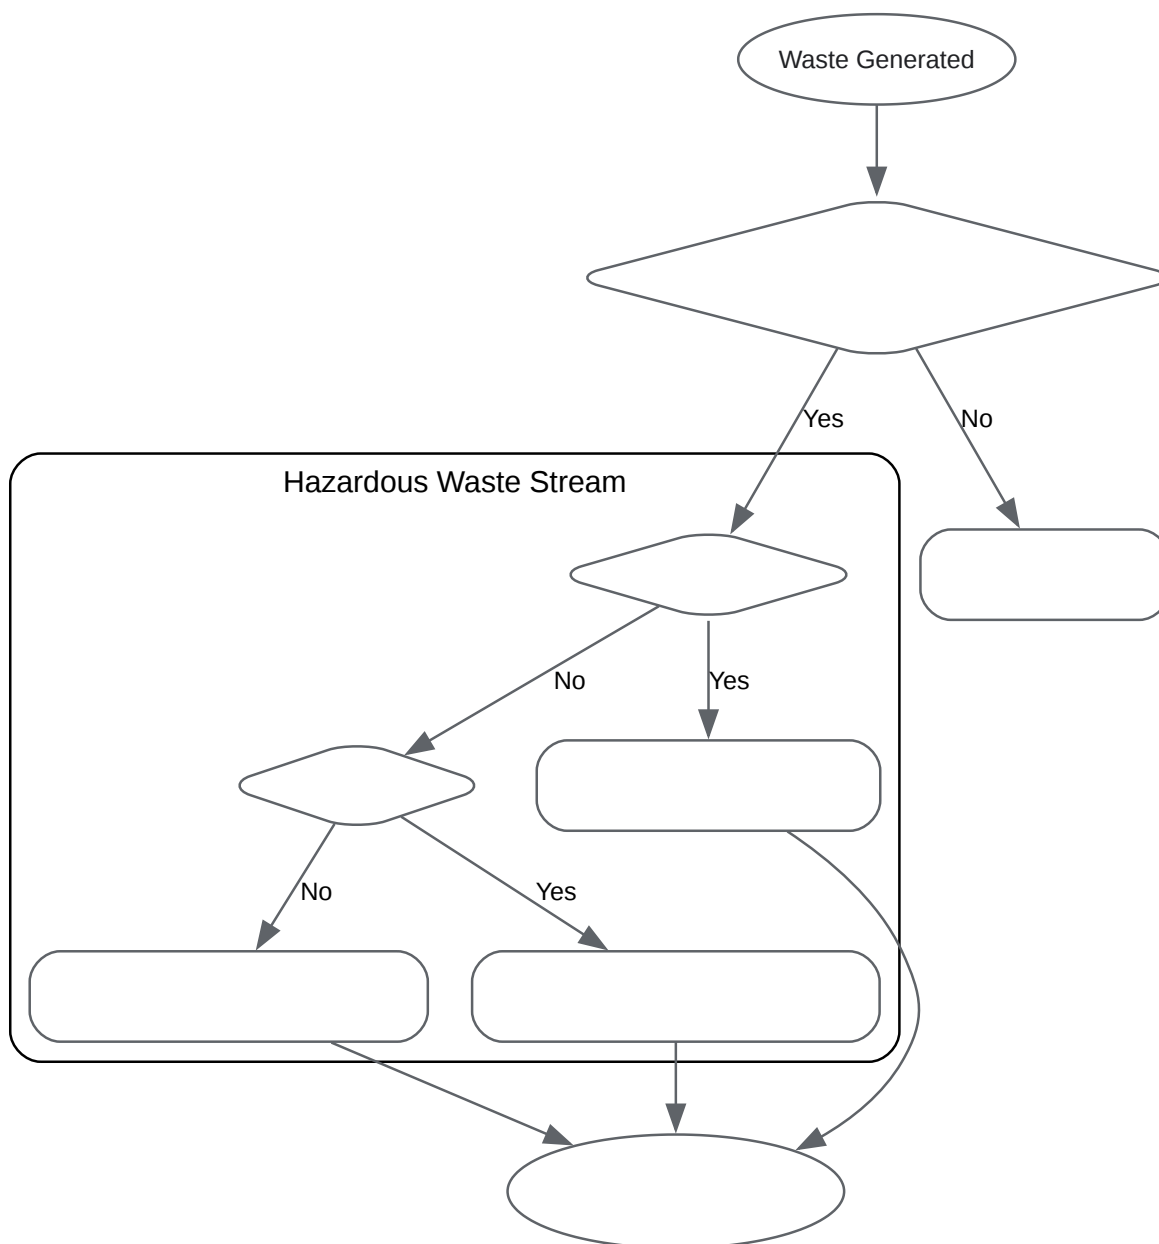 Waste Generated
Yes
No
Hazardous Waste Stream
No
Yes
No
Yes